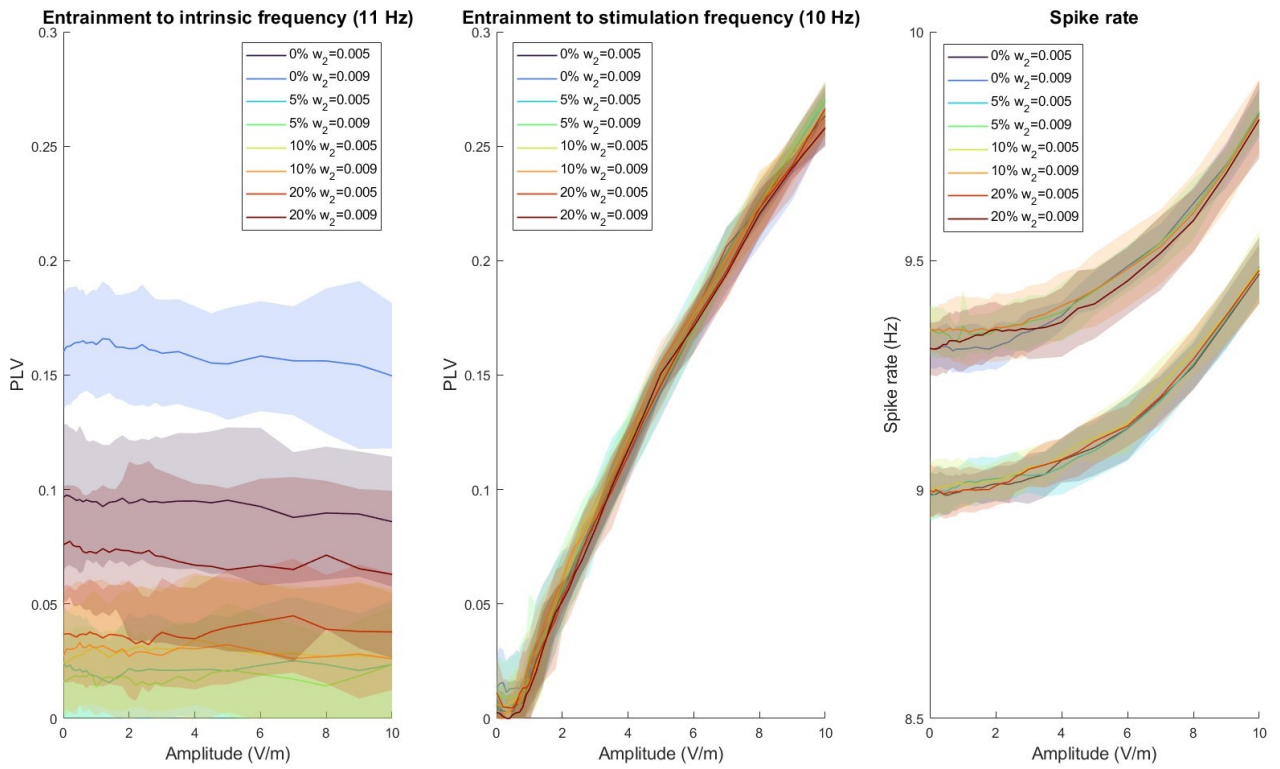 Entrainment to intrinsic frequency (11 Hz)
0.3
0.25
0.2
0.15
0.1
0.05
0
PLV
0% w2=0.005
0% w2=0.009
5% w2=0.005
5% w2=0.009
10% w2=0.005
10% w2=0.009
20% w2=0.005
20% w2=0.009
0 2 4 6 8 10
Amplitude (V/m)
Entrainment to stimulation frequency (10 Hz)
0.3
0.25
0.2
0.15
0.1
0.05
0
PLV
0% w2=0.005
0% w2=0.009
5% w2=0.005
5% w2=0.009
10% w2=0.005
10% w2=0.009
20% w2=0.005
20% w2=0.009
0 2 4 6 8 10
Amplitude (V/m)
Spike rate
10
9.5
9
8.5
Spike rate (Hz)
0% w2=0.005
0% w2=0.009
5% w2=0.005
5% w2=0.009
10% w2=0.005
10% w2=0.009
20% w2=0.005
20% w2=0.009
0 2 4 6 8 10
Amplitude (V/m)